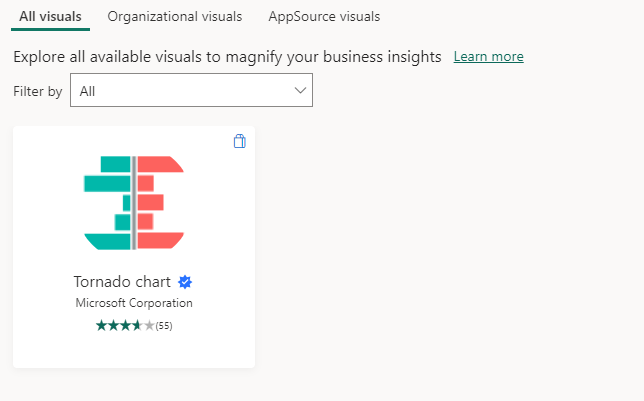 All visuals Organizational visuals AppSource visuals
Explore all available visuals to magnify your business insights Learn more
Filter by All
Tornado chart
Microsoft Corporation
(55)